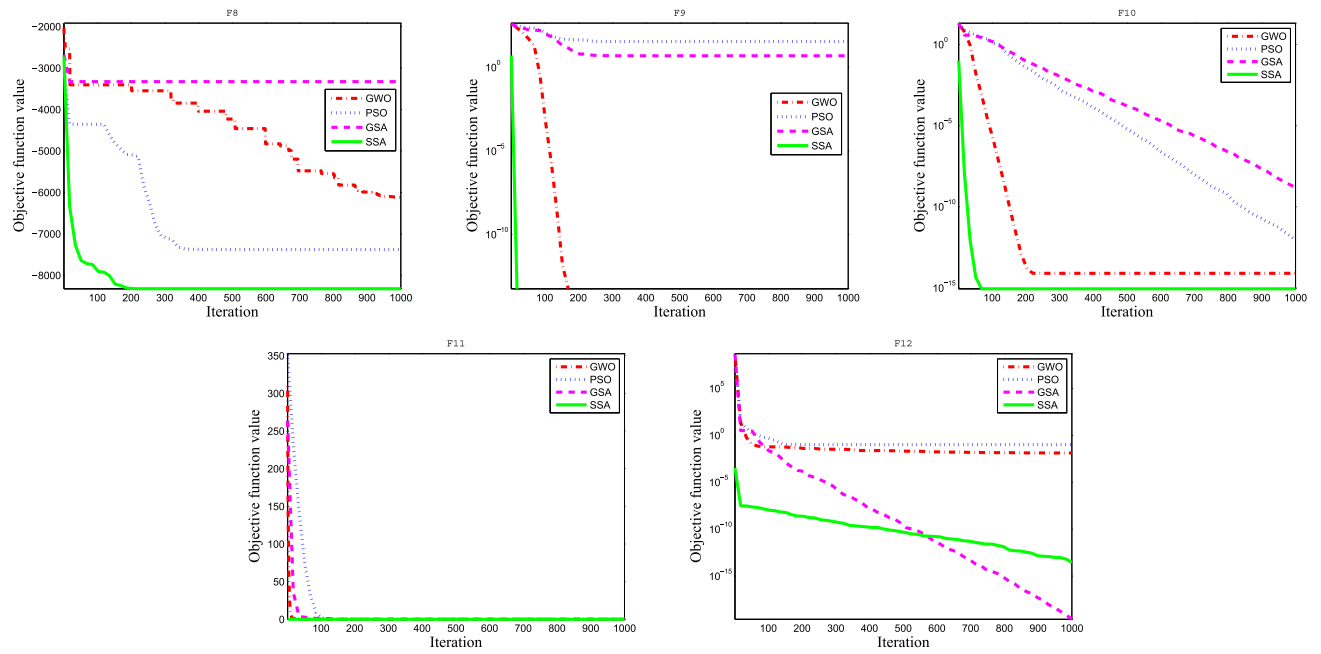 F8
Objective function value
−2000
−3000
−4000
−5000
−6000
−7000
−8000
GWO
PSO
GSA
SSA
100 200 300 400 500 600 700 800 900 1000
Iteration
F9
Objective function value
10^0
10^−5
10^−10
GWO
PSO
GSA
SSA
100 200 300 400 500 600 700 800 900 1000
Iteration
F10
Objective function value
10^0
10^−5
10^−10
10^−15
GWO
PSO
GSA
SSA
100 200 300 400 500 600 700 800 900 1000
Iteration
F11
Objective function value
350
300
250
200
150
100
50
0
GWO
PSO
GSA
SSA
100 200 300 400 500 600 700 800 900 1000
Iteration
F12
Objective function value
10^5
10^0
10^−5
10^−10
10^−15
GWO
PSO
GSA
SSA
100 200 300 400 500 600 700 800 900 1000
Iteration